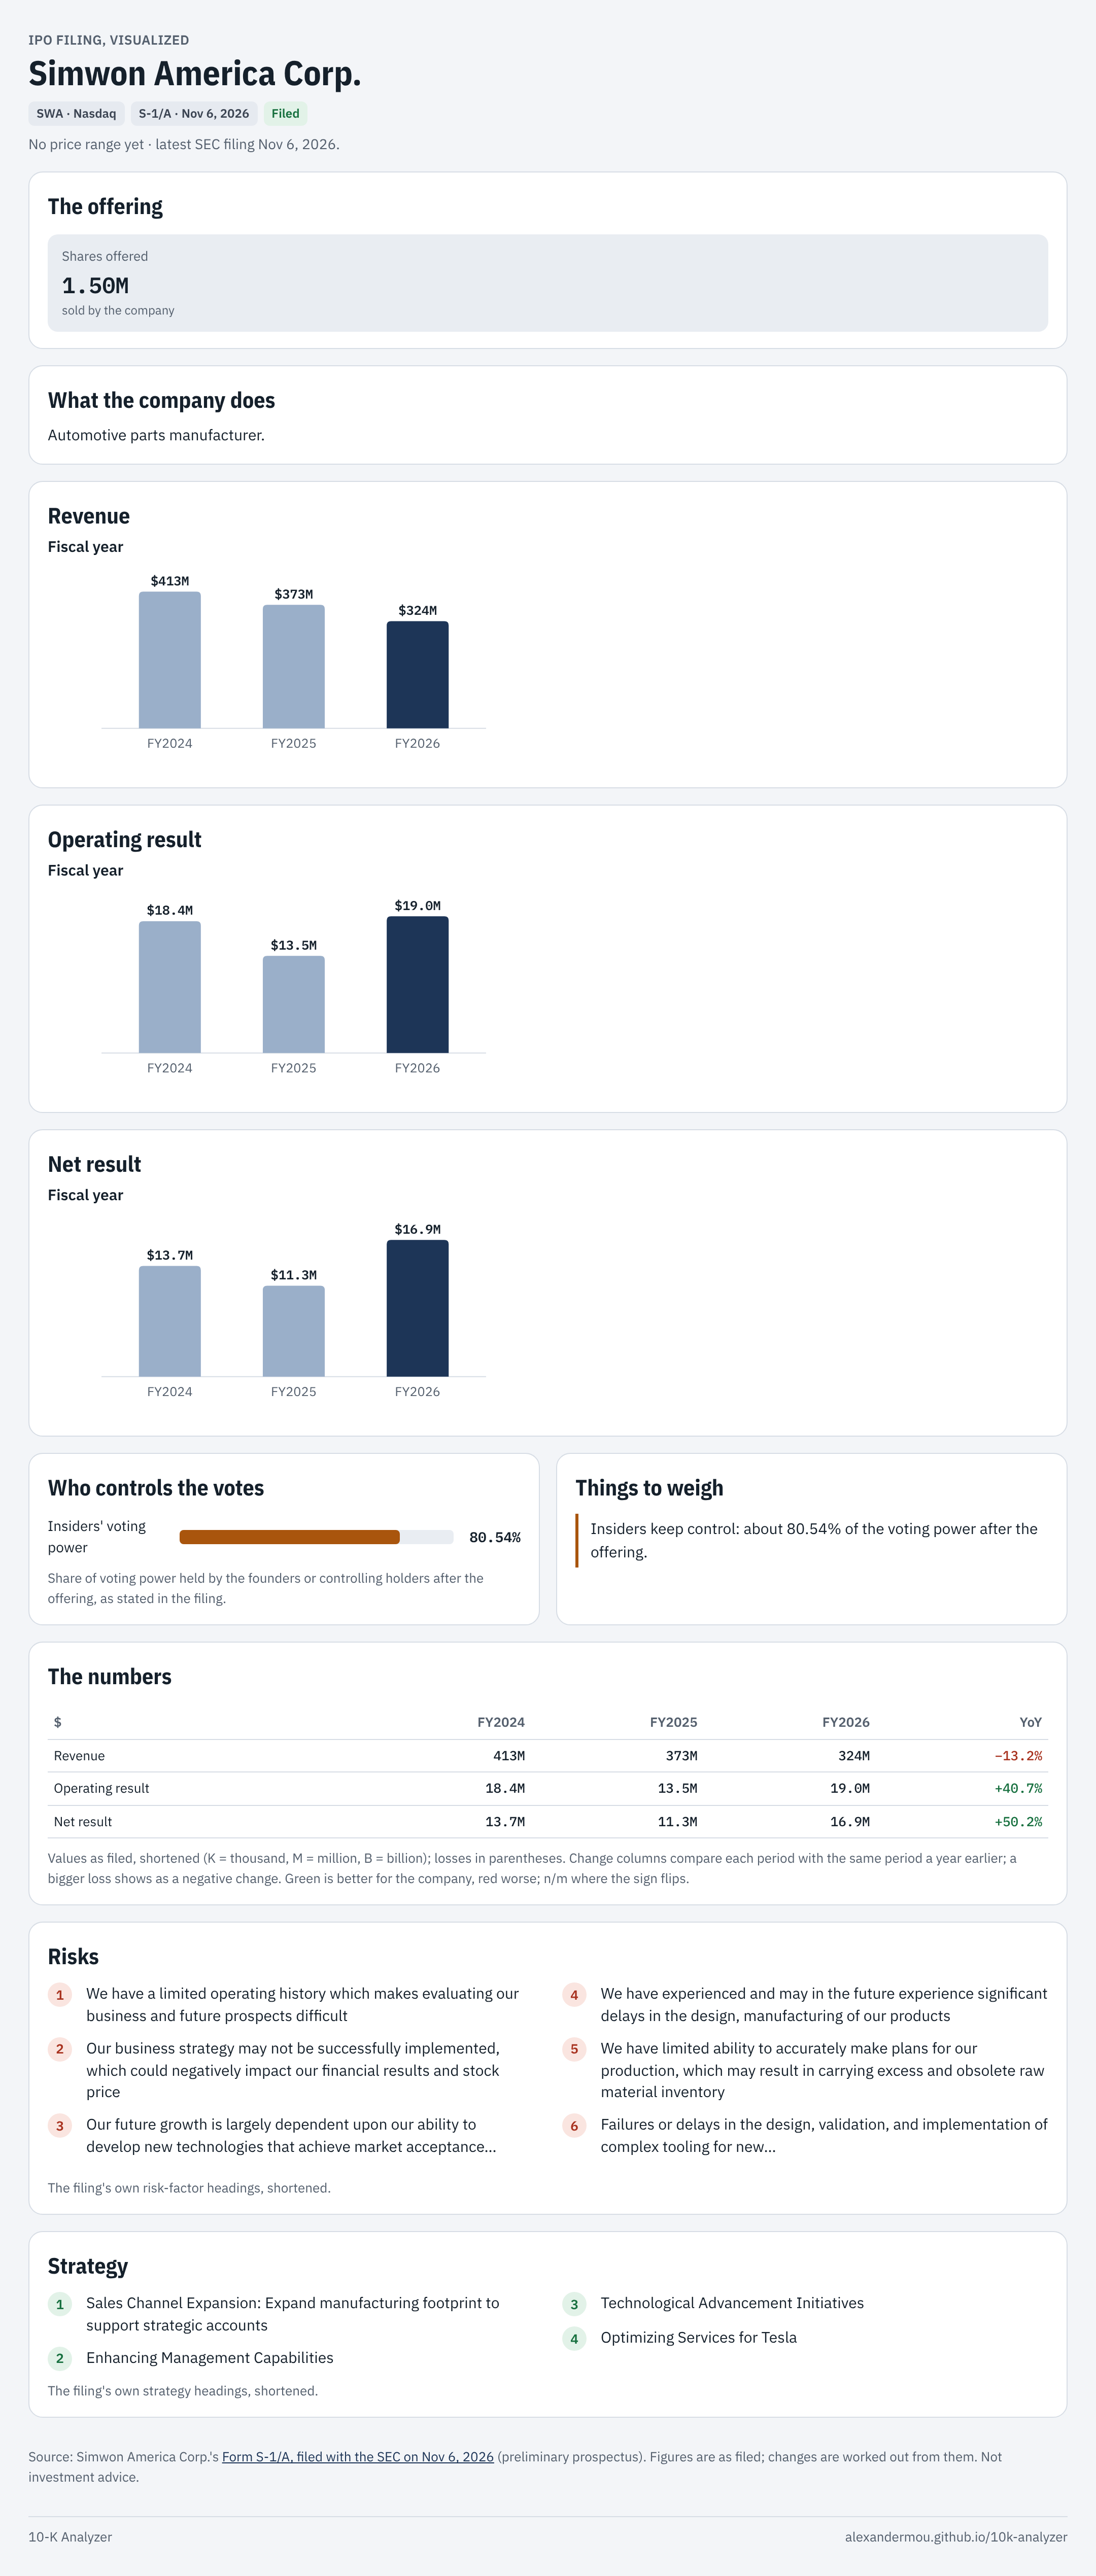 IPO FILING, VISUALIZED
Simwon America Corp.
SWA · Nasdaq
S-1/A · Nov 6, 2026
Filed
No price range yet · latest SEC filing Nov 6, 2026.
The offering
Shares offered
1.50M
sold by the company
What the company does
Automotive parts manufacturer.
Revenue
Fiscal year
$413M
$373M
$324M
FY2024
FY2025
FY2026
Operating result
Fiscal year
$18.4M
$13.5M
$19.0M
FY2024
FY2025
FY2026
Net result
Fiscal year
$13.7M
$11.3M
$16.9M
FY2024
FY2025
FY2026
Who controls the votes
Insiders' voting
power
80.54%
Share of voting power held by the founders or controlling holders after the
offering, as stated in the filing.
Things to weigh
Insiders keep control: about 80.54% of the voting power after the
offering.
The numbers
$ FY2024 FY2025 FY2026 YoY
Revenue 413M 373M 324M −13.2%
Operating result 18.4M 13.5M 19.0M +40.7%
Net result 13.7M 11.3M 16.9M +50.2%
Values as filed, shortened (K = thousand, M = million, B = billion); losses in parentheses. Change columns compare each period with the same period a year earlier; a
bigger loss shows as a negative change. Green is better for the company, red worse; n/m where the sign flips.
Risks
1 We have a limited operating history which makes evaluating our
business and future prospects difficult
2 Our business strategy may not be successfully implemented,
which could negatively impact our financial results and stock
price
3 Our future growth is largely dependent upon our ability to
develop new technologies that achieve market acceptance…
4 We have experienced and may in the future experience significant
delays in the design, manufacturing of our products
5 We have limited ability to accurately make plans for our
production, which may result in carrying excess and obsolete raw
material inventory
6 Failures or delays in the design, validation, and implementation of
complex tooling for new…
The filing's own risk-factor headings, shortened.
Strategy
1 Sales Channel Expansion: Expand manufacturing footprint to
support strategic accounts
2 Enhancing Management Capabilities
3 Technological Advancement Initiatives
4 Optimizing Services for Tesla
The filing's own strategy headings, shortened.
Source: Simwon America Corp.'s Form S-1/A, filed with the SEC on Nov 6, 2026 (preliminary prospectus). Figures are as filed; changes are worked out from them. Not
investment advice.
10-K Analyzer
alexandermou.github.io/10k-analyzer